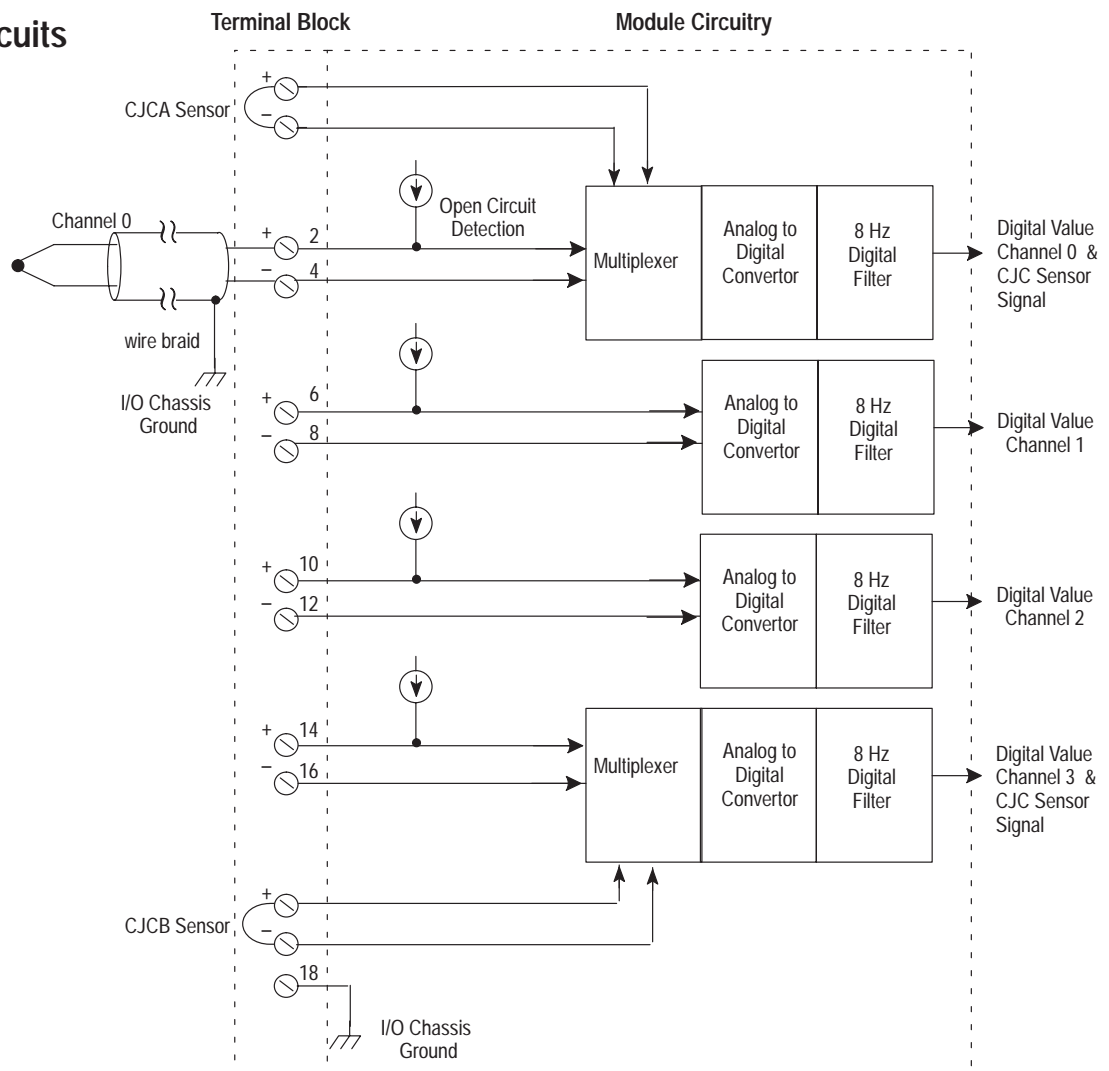 cuits
Terminal Block
Module Circuitry
+
CJCA Sensor
–
Open Circuit
Detection
Channel 0
+
2
–
4
wire braid
I/O Chassis
Ground
Multiplexer
Analog to
Digital
Convertor
8 Hz
Digital
Filter
Digital Value
Channel 0 &
CJC Sensor
Signal
+
6
–
8
Analog to
Digital
Convertor
8 Hz
Digital
Filter
Digital Value
Channel 1
+
10
–
12
Analog to
Digital
Convertor
8 Hz
Digital
Filter
Digital Value
Channel 2
+
14
–
16
Multiplexer
Analog to
Digital
Convertor
8 Hz
Digital
Filter
Digital Value
Channel 3 &
CJC Sensor
Signal
+
CJCB Sensor
–
18
I/O Chassis
Ground